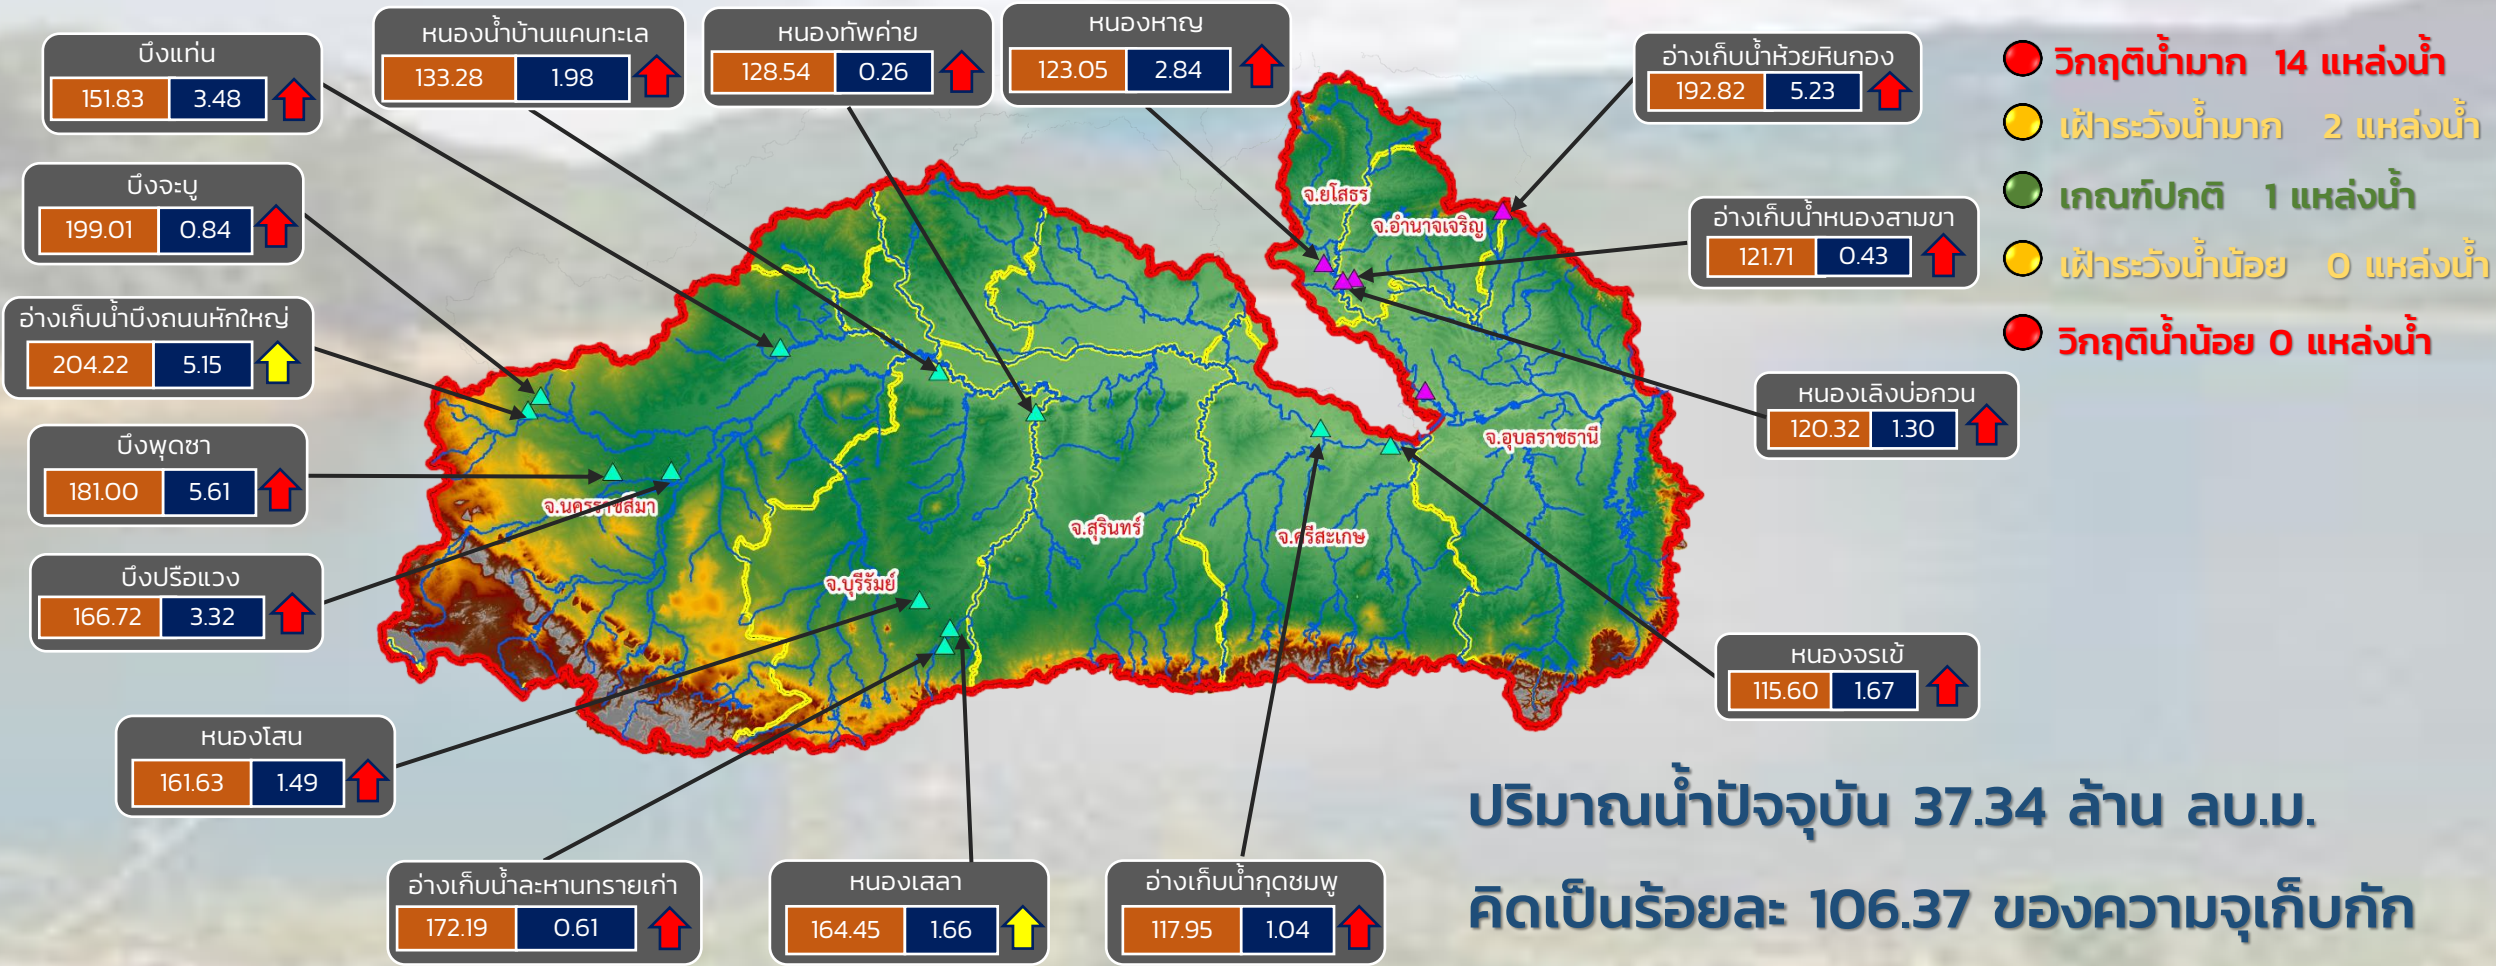 บึงแท่น
151.83 3.48
หนองน้ำบ้านแคนทะเล
133.28 1.98
หนองทัพค่าย
128.54 0.26
หนองหาญ
123.05 2.84
อ่างเก็บน้ำห้วยหินกอง
192.82 5.23
วิกฤติน้ำมาก 14 แหล่งน้ำ
เฝ้าระวังน้ำมาก 2 แหล่งน้ำ
เกณฑ์ปกติ 1 แหล่งน้ำ
เฝ้าระวังน้ำน้อย 0 แหล่งน้ำ
วิกฤติน้ำน้อย 0 แหล่งน้ำ
บึงจะบู
199.01 0.84
อ่างเก็บน้ำหนองสามขา
121.71 0.43
อ่างเก็บน้ำบึงถนนหักใหญ่
204.22 5.15
หนองเลิงบ่อกวน
120.32 1.30
บึงพุดซา
181.00 5.61
บึงปรือแวง
166.72 3.32
หนองจรเข้
115.60 1.67
หนองโสน
161.63 1.49
อ่างเก็บน้ำละหานทรายเก่า
172.19 0.61
หนองเสลา
164.45 1.66
อ่างเก็บน้ำกุดชมพู
117.95 1.04
จ.ยโสธร
จ.อำนาจเจริญ
จ.อุบลราชธานี
จ.นครราชสีมา
จ.สุรินทร์
จ.ศรีสะเกษ
จ.บุรีรัมย์
ปริมาณน้ำปัจจุบัน 37.34 ล้าน ลบ.ม.
คิดเป็นร้อยละ 106.37 ของความจุเก็บกัก